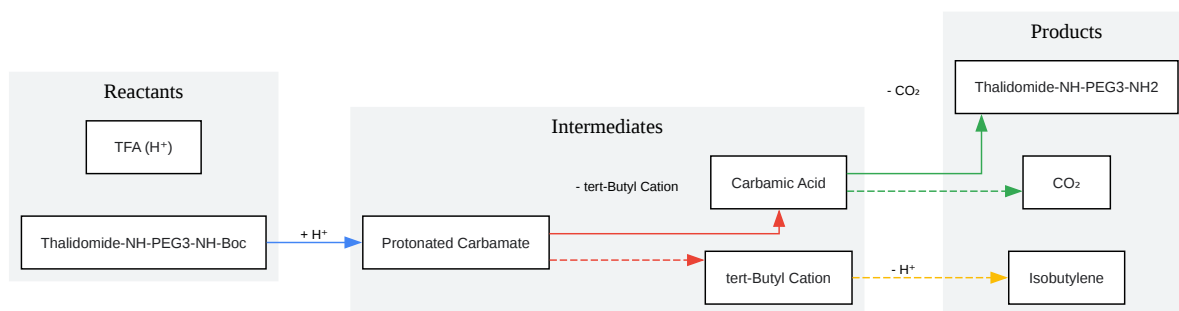 Reactants
TFA (H⁺)
Thalidomide-NH-PEG3-NH-Boc
+ H⁺
Intermediates
Protonated Carbamate
- tert-Butyl Cation
Carbamic Acid
tert-Butyl Cation
- CO₂
- H⁺
Products
Thalidomide-NH-PEG3-NH2
CO₂
Isobutylene